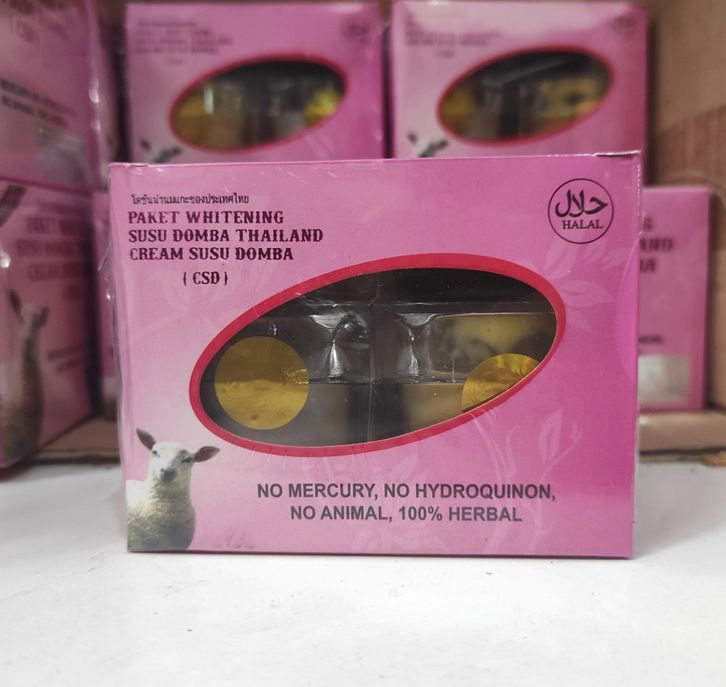 โลชั่นน้ำนมแกะของประเทศไทย
PAKET WHITENING
SUSU DOMBA THAILAND
CREAM SUSU DOMBA
( CSD )
حلال
HALAL
NO MERCURY, NO HYDROQUINON,
NO ANIMAL, 100% HERBAL